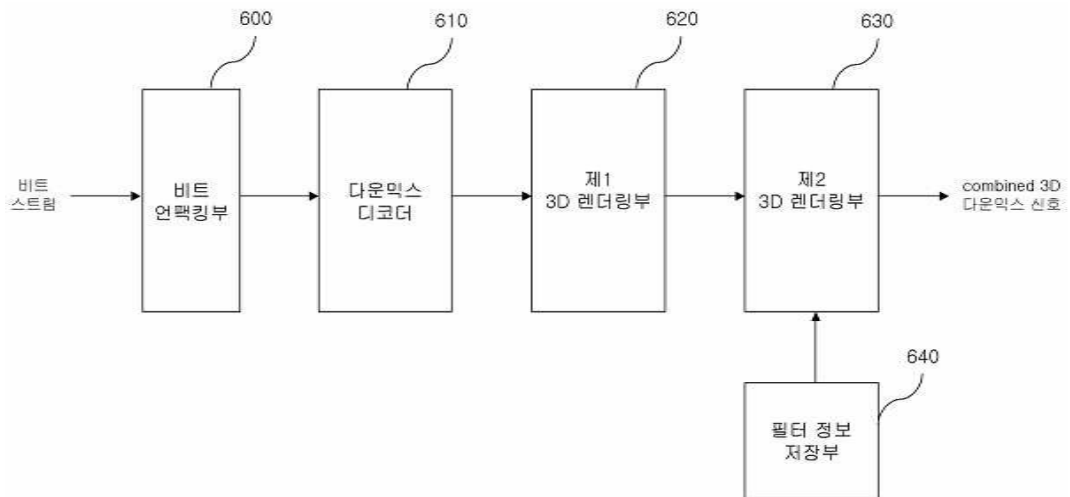 600
610
620
630
비트
스트림
비트
언팩킹부
다운믹스
디코더
제1
3D 렌더링부
제2
3D 렌더링부
combined 3D
다운믹스 신호
640
필터 정보
저장부